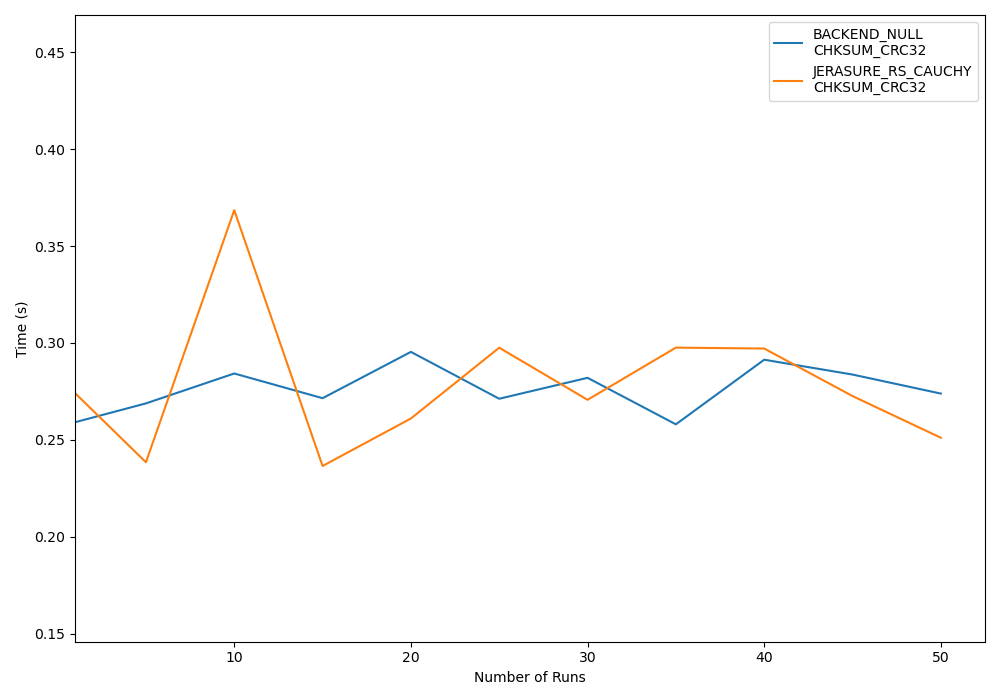 BACKEND_NULL
CHKSUM_CRC32
JERASURE_RS_CAUCHY
CHKSUM_CRC32
0.45
0.40
0.35
0.30
0.25
0.20
0.15
Time (s)
10 20 30 40 50
Number of Runs